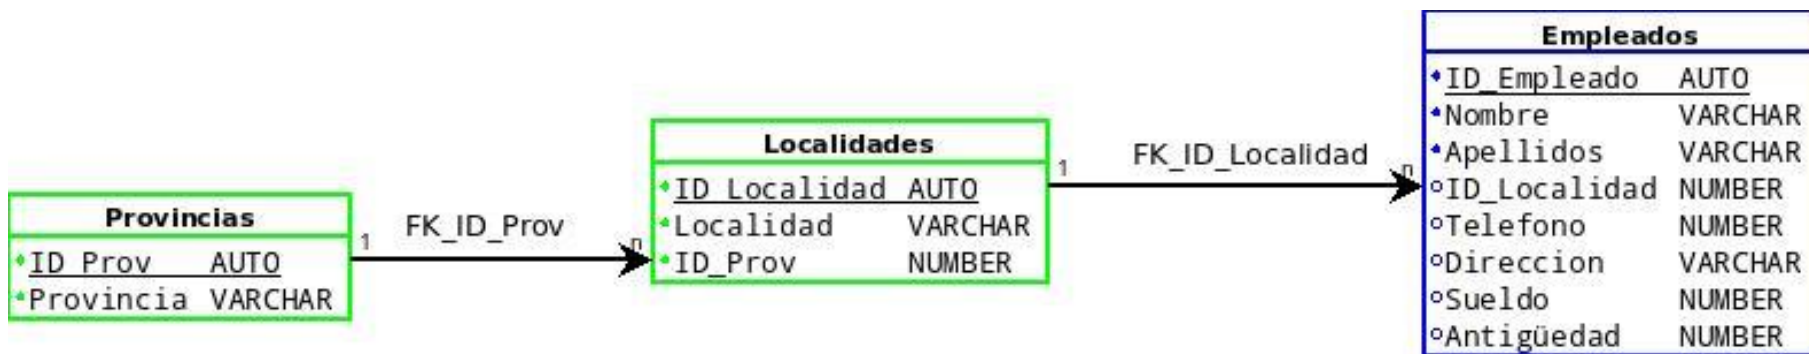 Provincias
ID_Prov AUTO
Provincia VARCHAR
1 FK_ID_Prov n
Localidades
ID_Localidad AUTO
Localidad VARCHAR
ID_Prov NUMBER
1 FK_ID_Localidad n
Empleados
ID_Empleado AUTO
Nombre VARCHAR
Apellidos VARCHAR
ID_Localidad NUMBER
Telefono NUMBER
Direccion VARCHAR
Sueldo NUMBER
Antigüedad NUMBER